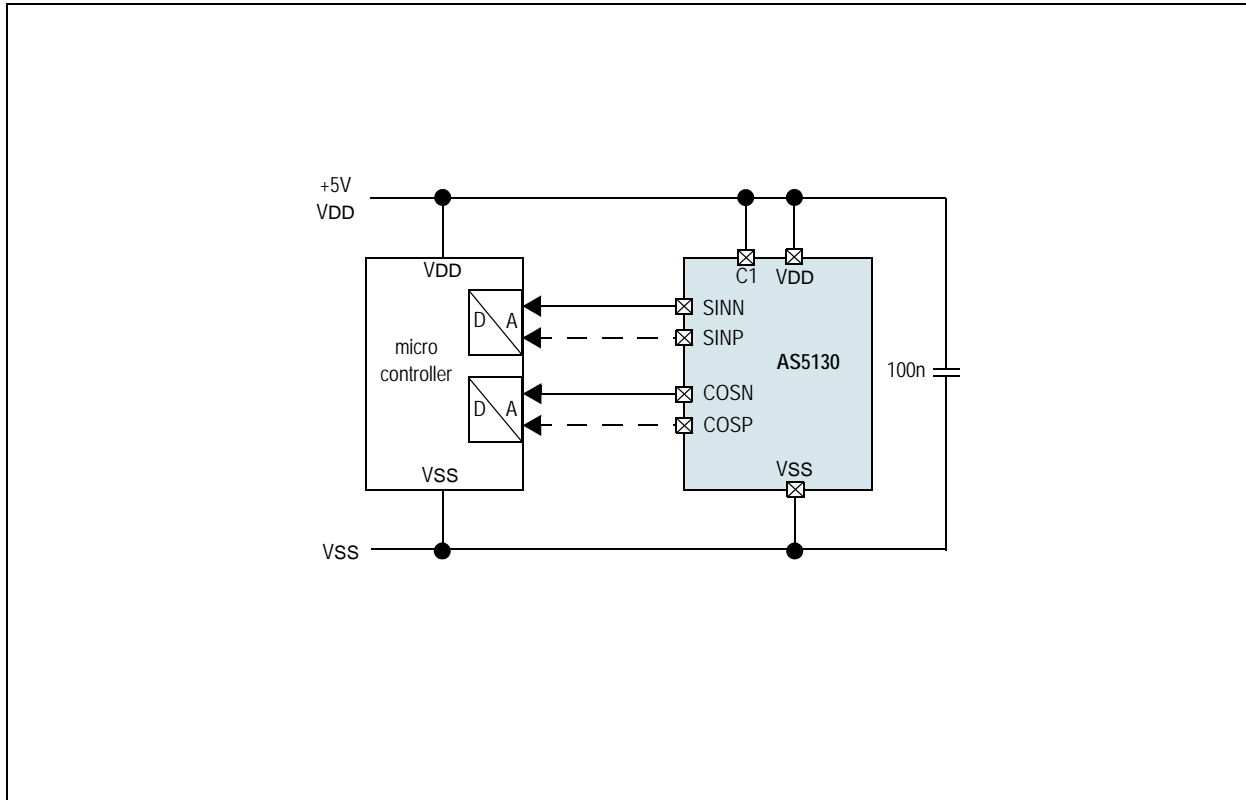 +5V
VDD
VDD
C1 VDD
D A
SINN
SINP
micro
controller
AS5130
100n
D A
COSN
COSP
VSS
VSS
VSS